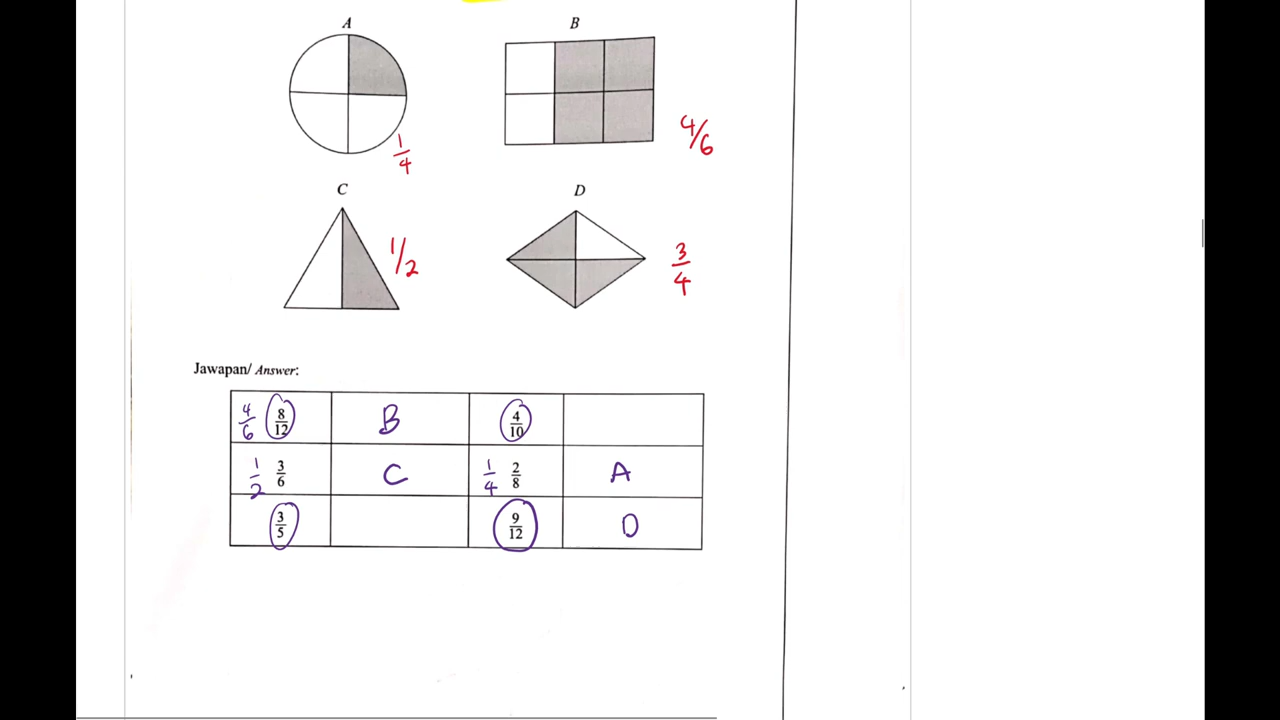 A
B
1/4
4/6
C
D
1/2
3/4
Jawapan/ Answer:
4/6 8/12 B 4/10
1/2 3/6 C 1/4 2/8 A
3/5 9/12 D